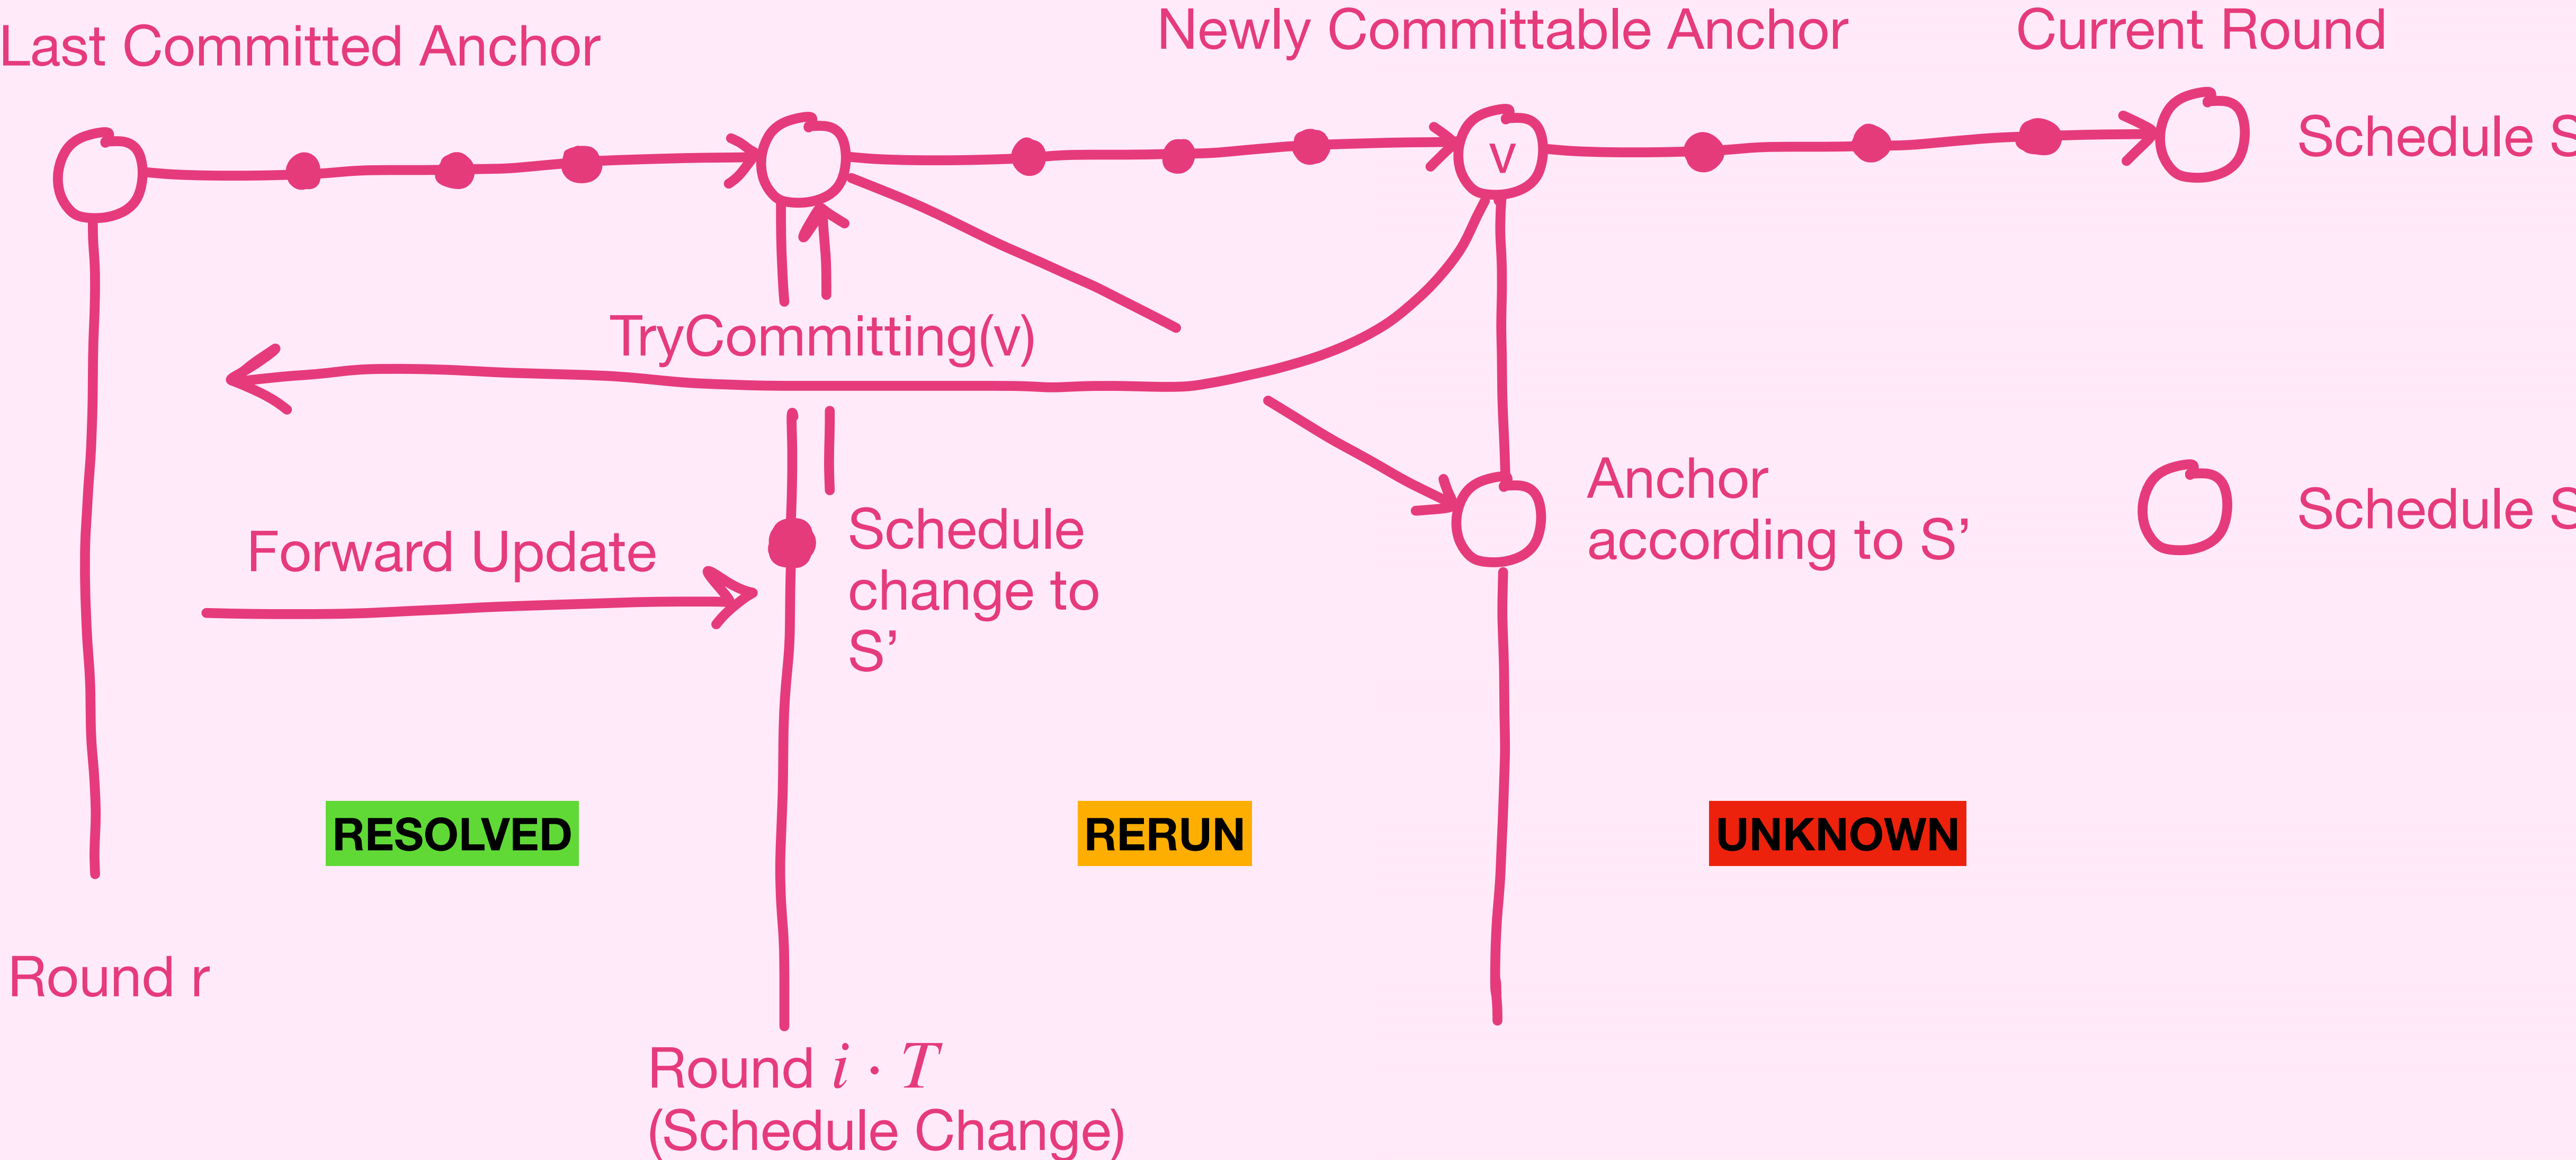 Last Committed Anchor
Newly Committable Anchor
Current Round
v
Schedule S
TryCommitting(v)
Anchor
according to S’
Schedule S
Forward Update
Schedule
change to
S’
RESOLVED
RERUN
UNKNOWN
Round r
Round i · T
(Schedule Change)